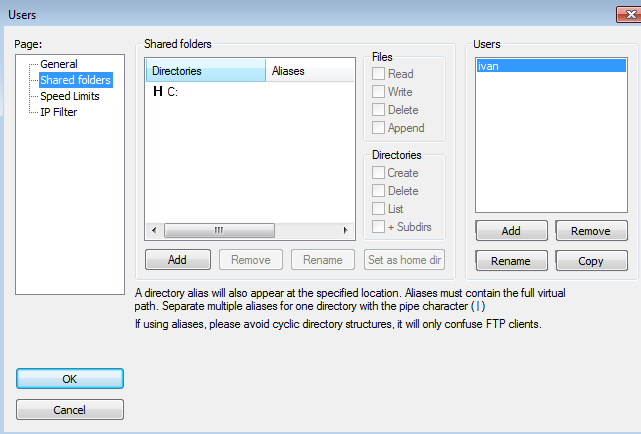 Users
Page:
General
Shared folders
Speed Limits
IP Filter
Shared folders
Directories Aliases
H C:
Files
Read
Write
Delete
Append
Directories
Create
Delete
List
+ Subdirs
Add Remove Rename Set as home dir
Users
ivan
Add Remove
Rename Copy
A directory alias will also appear at the specified location. Aliases must contain the full virtual
path. Separate multiple aliases for one directory with the pipe character ( | )
If using aliases, please avoid cyclic directory structures, it will only confuse FTP clients.
OK
Cancel